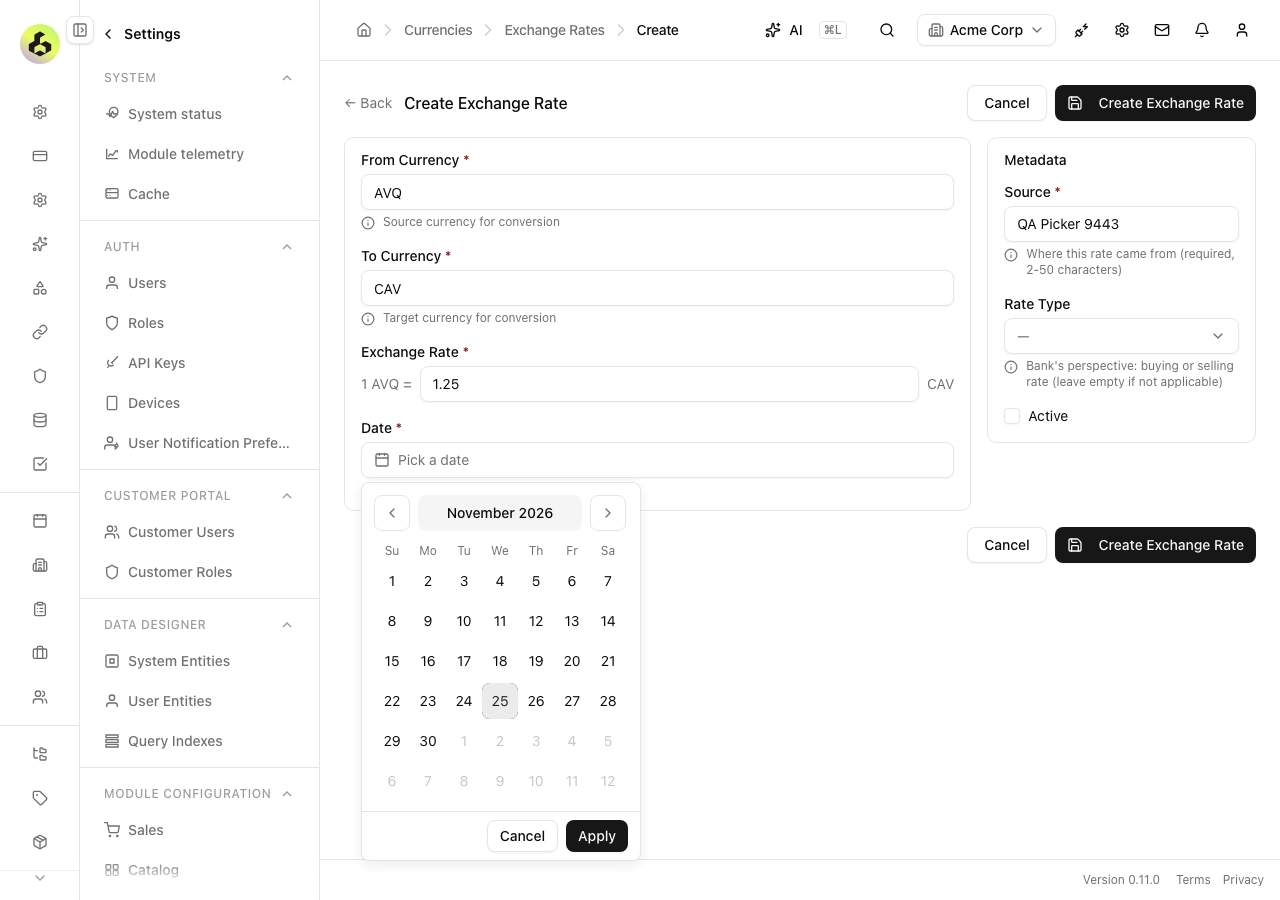 Settings
SYSTEM
System status
Module telemetry
Cache
AUTH
Users
Roles
API Keys
Devices
User Notification Prefe...
CUSTOMER PORTAL
Customer Users
Customer Roles
DATA DESIGNER
System Entities
User Entities
Query Indexes
MODULE CONFIGURATION
Sales
Catalog
Currencies Exchange Rates Create
AI ⌘L
Acme Corp
← Back Create Exchange Rate
Cancel Create Exchange Rate
From Currency *
AVQ
Source currency for conversion
To Currency *
CAV
Target currency for conversion
Exchange Rate *
1 AVQ = 1.25 CAV
Date *
Pick a date
November 2026
Su Mo Tu We Th Fr Sa
1 2 3 4 5 6 7
8 9 10 11 12 13 14
15 16 17 18 19 20 21
22 23 24 25 26 27 28
29 30 1 2 3 4 5
6 7 8 9 10 11 12
Cancel Apply
Metadata
Source *
QA Picker 9443
Where this rate came from (required,
2-50 characters)
Rate Type
—
Bank's perspective: buying or selling
rate (leave empty if not applicable)
Active
Cancel Create Exchange Rate
Version 0.11.0 Terms Privacy